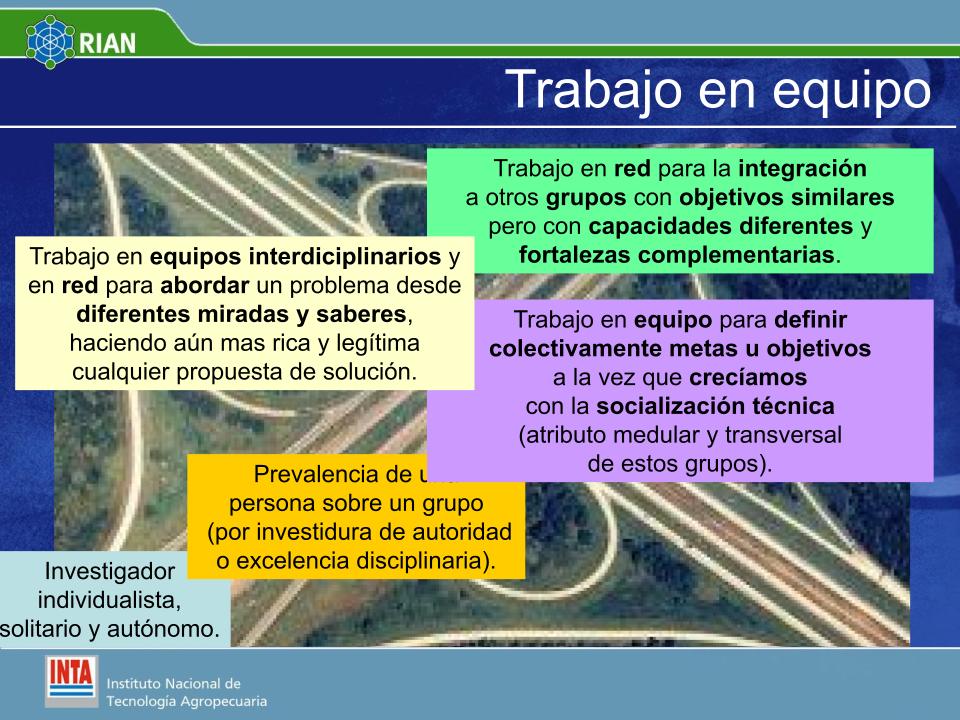 RIAN
Trabajo en equipo
Trabajo en red para la integración
a otros grupos con objetivos similares
pero con capacidades diferentes y
fortalezas complementarias.
Trabajo en equipos interdiciplinarios y
en red para abordar un problema desde
diferentes miradas y saberes,
haciendo aún mas rica y legítima
cualquier propuesta de solución.
Trabajo en equipo para definir
colectivamente metas u objetivos
a la vez que crecíamos
con la socialización técnica
(atributo medular y transversal
de estos grupos).
Prevalencia de
persona sobre un grupo
(por investidura de autoridad
o excelencia disciplinaria).
Investigador
individualista,
solitario y autónomo.
INTA
Instituto Nacional de
Tecnología Agropecuaria